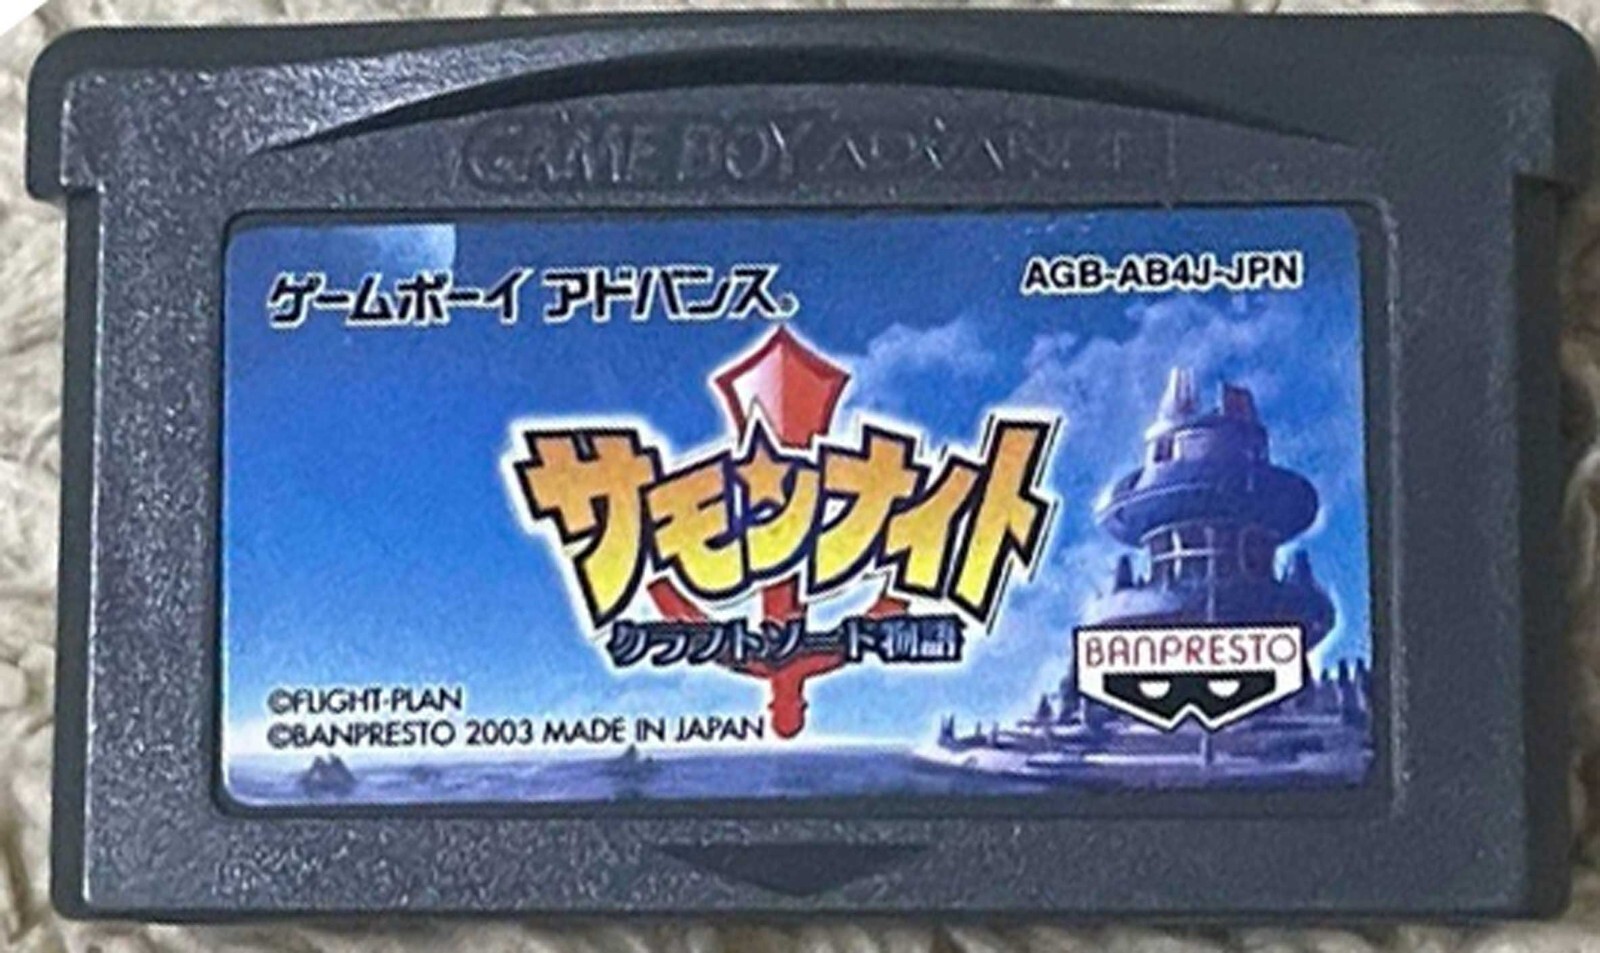 GAME BOY ADVANCE
ゲームボーイ アドバンス®
AGB-AB4J-JPN
サモンナイト
クラフトソード物語
BANPRESTO
©FLIGHT-PLAN
©BANPRESTO 2003 MADE IN JAPAN